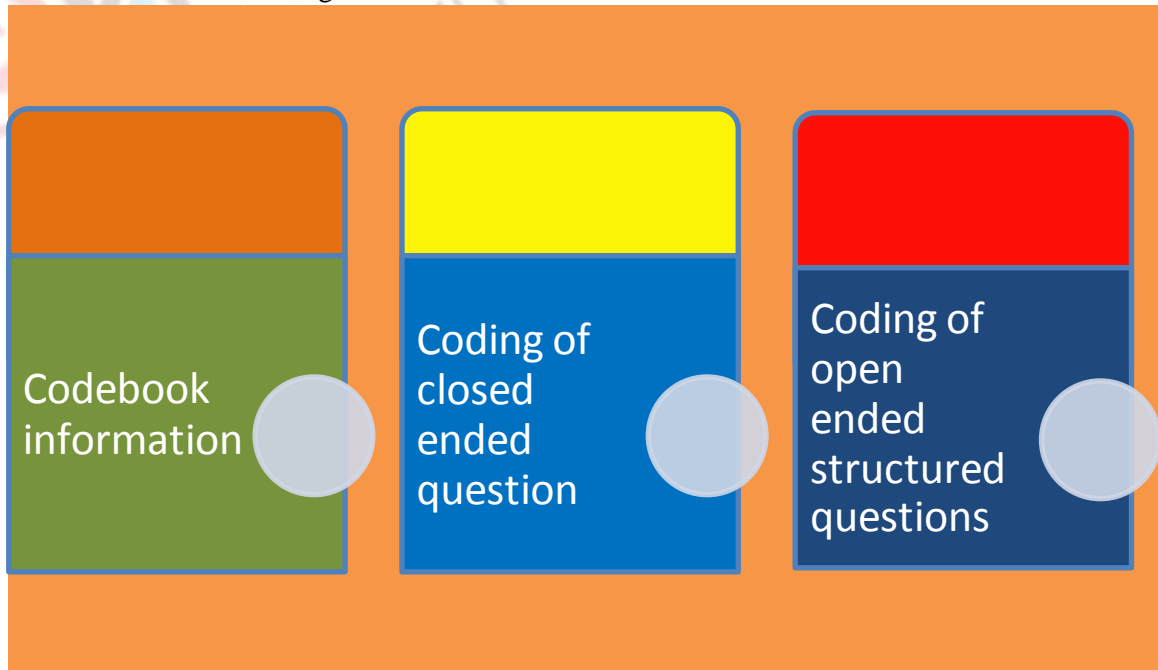 Codebook
information
Coding of
closed
ended
question
Coding of
open
ended
structured
questions